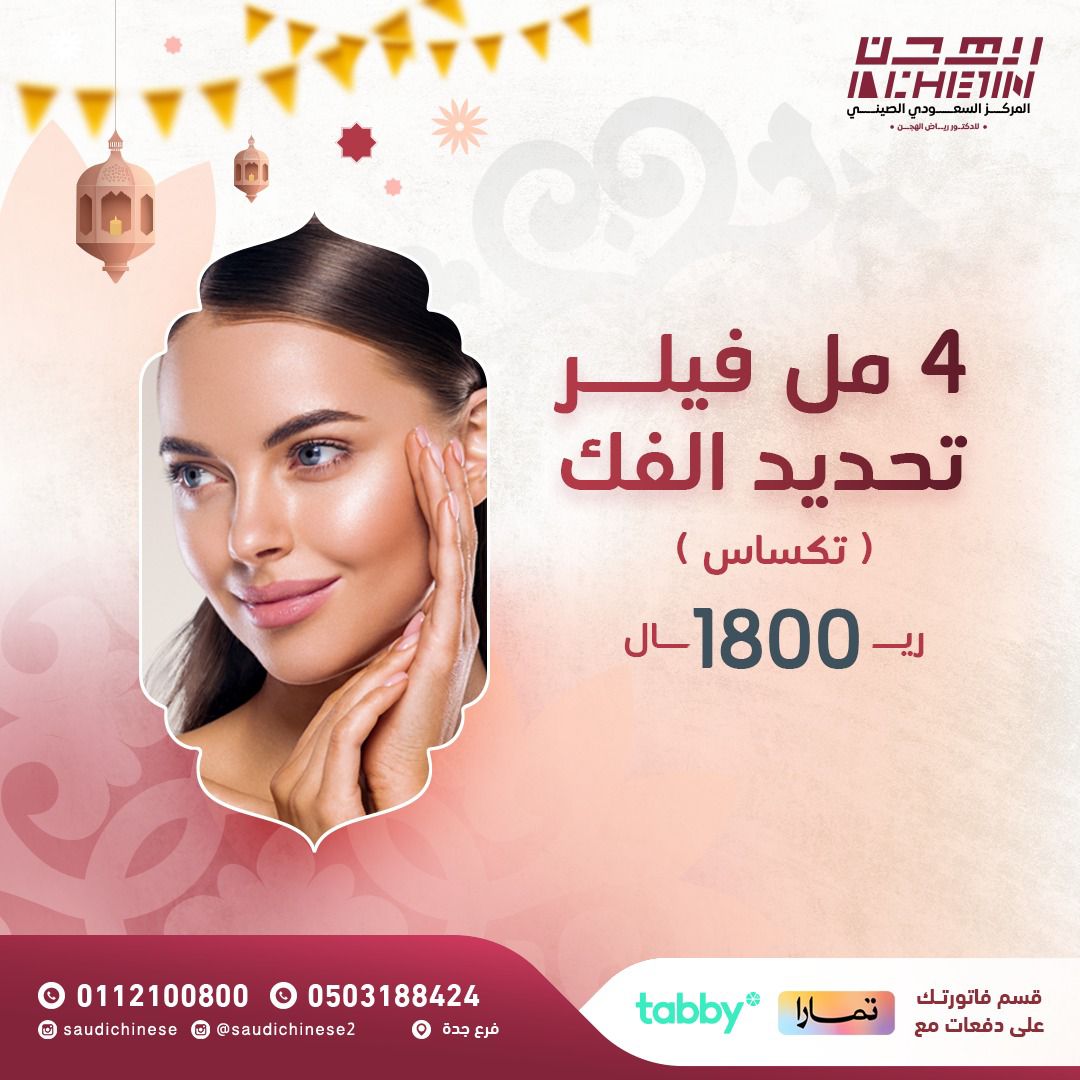 الهجن
ALHEJIN
المركز السعودي الصيني
• للدكتور رياض الهجن •
4 مل فيلر
تحديد الفك
( تكساس )
1800 ريال
قسم فاتورتك
على دفعات مع
تمارا
tabby
0112100800 0503188424
saudichinese @saudichinese2 فرع جدة